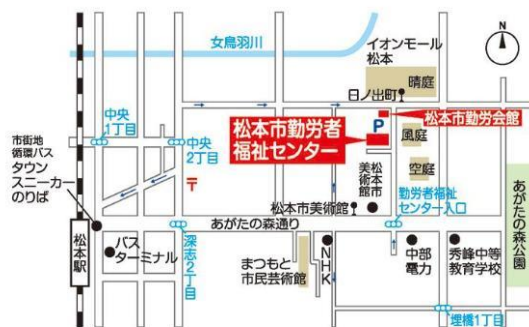 女鳥羽川
イオンモール
松本
晴庭
N
日ノ出町
松本市勤労会館
P
松本市勤労者
福祉センター
風庭
空庭
中央
1丁目
中央
2丁目
〒
市街地
循環バス
タウン
スニーカー
のりば
松本市
美術館
松本市美術館
勤労者福祉
センター入口
あがたの森公園
あがたの森通り
松本駅
バス
ターミナル
深志2丁目
まつもと
市民芸術館
NHK
中部
電力
秀峰中等
教育学校
埋橋1丁目